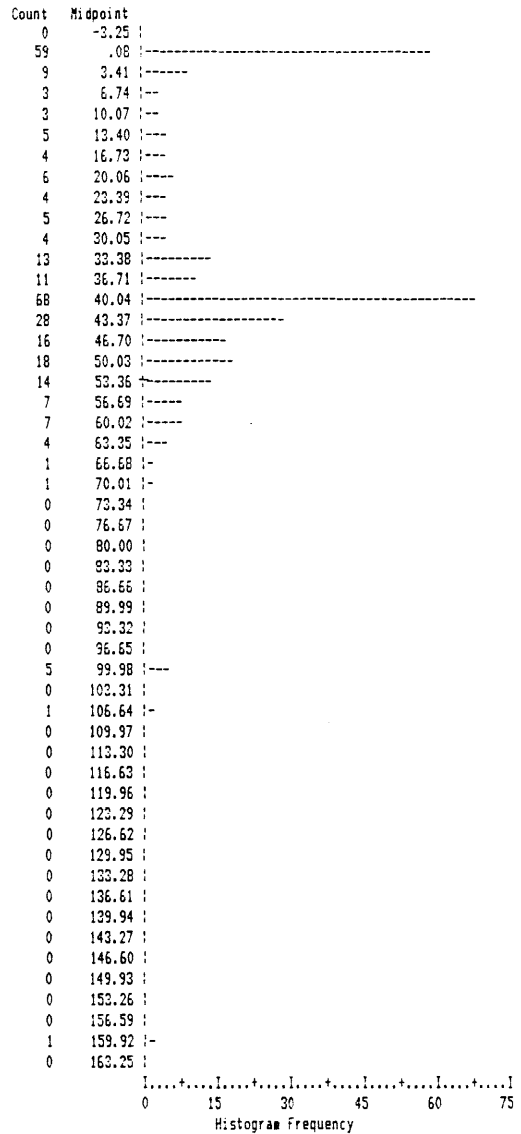 Count Midpoint
0 -3.25 ¦
59 .08 ¦-----------------------------------------------
9 3.41 ¦-------
3 6.74 ¦--
3 10.07 ¦--
5 13.40 ¦---
4 16.73 ¦---
6 20.06 ¦----
4 23.39 ¦---
5 26.72 ¦---
4 30.05 ¦---
13 33.38 ¦----------
11 36.71 ¦--------
68 40.04 ¦------------------------------------------------------
28 43.37 ¦----------------------
16 46.70 ¦-------------
18 50.03 ¦--------------
14 53.36 +----------
7 56.69 ¦-----
7 60.02 ¦-----
4 63.35 ¦---
1 66.68 ¦-
1 70.01 ¦-
0 73.34 ¦
0 76.67 ¦
0 80.00 ¦
0 83.33 ¦
0 86.66 ¦
0 89.99 ¦
0 93.32 ¦
0 96.65 ¦
5 99.98 ¦---
0 103.31 ¦
1 106.64 ¦-
0 109.97 ¦
0 113.30 ¦
0 116.63 ¦
0 119.96 ¦
0 123.29 ¦
0 126.62 ¦
0 129.95 ¦
0 133.28 ¦
0 136.61 ¦
0 139.94 ¦
0 143.27 ¦
0 146.60 ¦
0 149.93 ¦
0 153.26 ¦
0 156.59 ¦
1 159.92 ¦-
0 163.25 ¦
I.....+.....I.....+.....I.....+.....I.....+.....I.....+.....I
0 15 30 45 60 75
Histogram Frequency